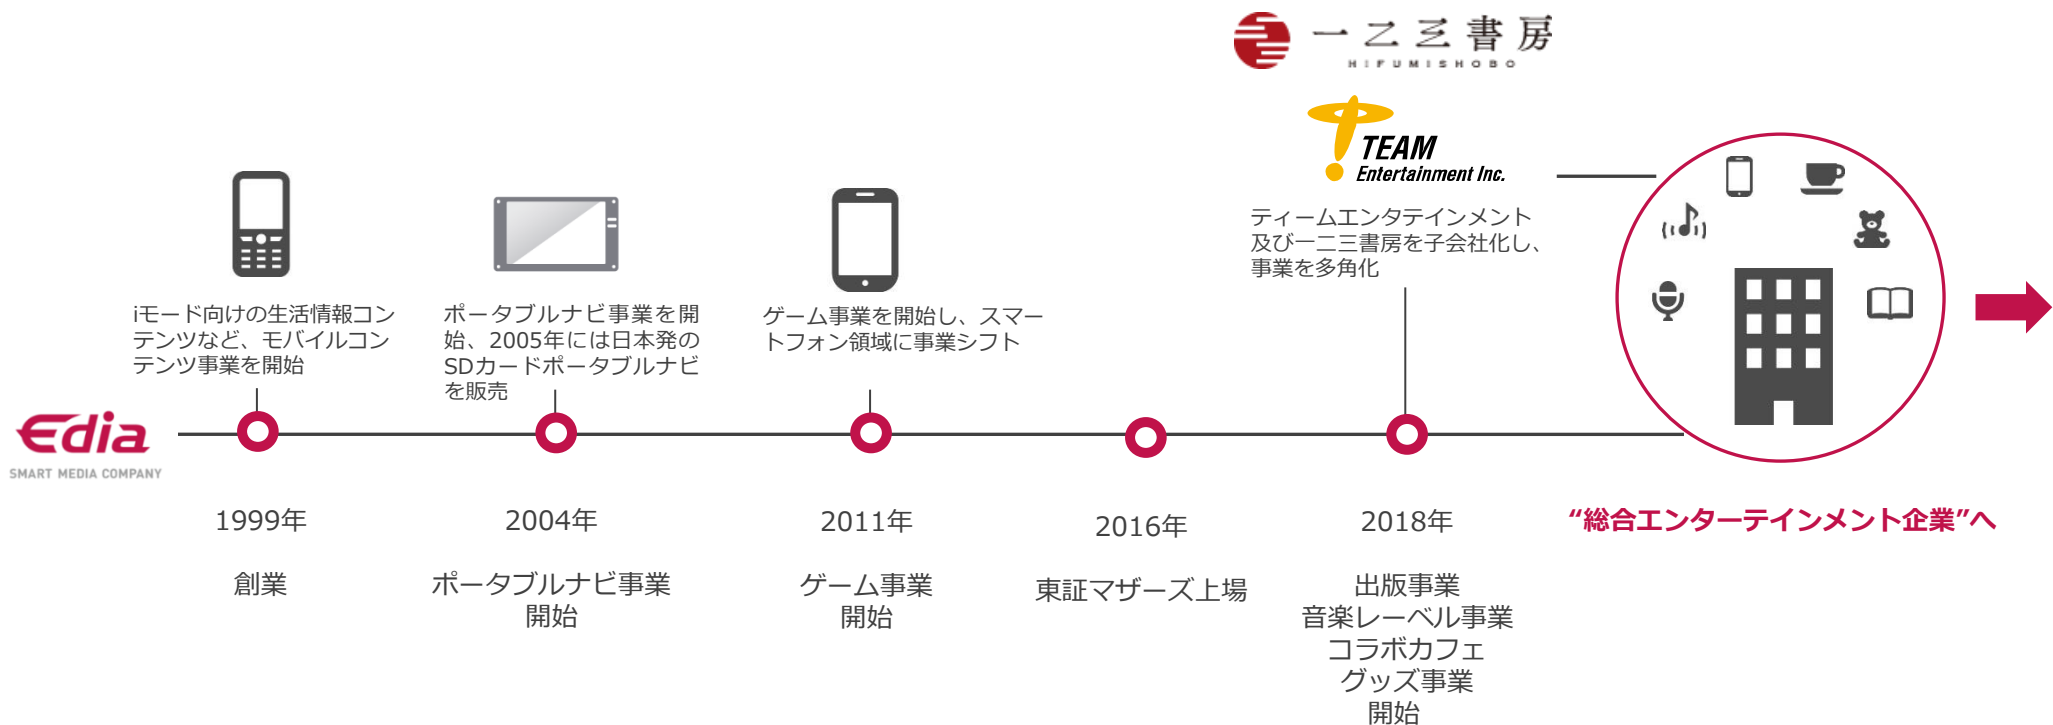 一二三書房
HIFUMISHOBO
TEAM
Entertainment Inc.
ティームエンタテインメント
及び一二三書房を子会社化し、
事業を多角化
iモード向けの生活情報コン
テンツなど、モバイルコン
テンツ事業を開始
ポータブルナビ事業を開
始、2005年には日本発の
SDカードポータブルナビ
を販売
ゲーム事業を開始し、スマー
トフォン領域に事業シフト
Edia
SMART MEDIA COMPANY
1999年
創業
2004年
ポータブルナビ事業
開始
2011年
ゲーム事業
開始
2016年
東証マザーズ上場
2018年
出版事業
音楽レーベル事業
コラボカフェ
グッズ事業
開始
“総合エンターテインメント企業”へ